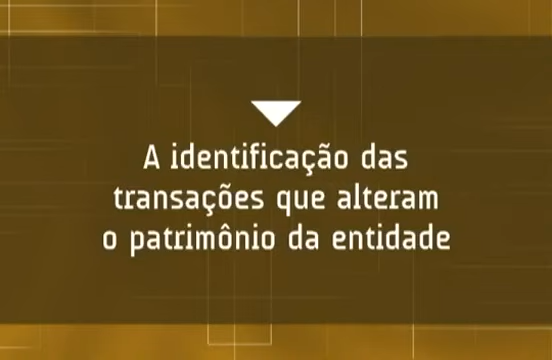 A identificação das
transações que alteram
o patrimônio da entidade